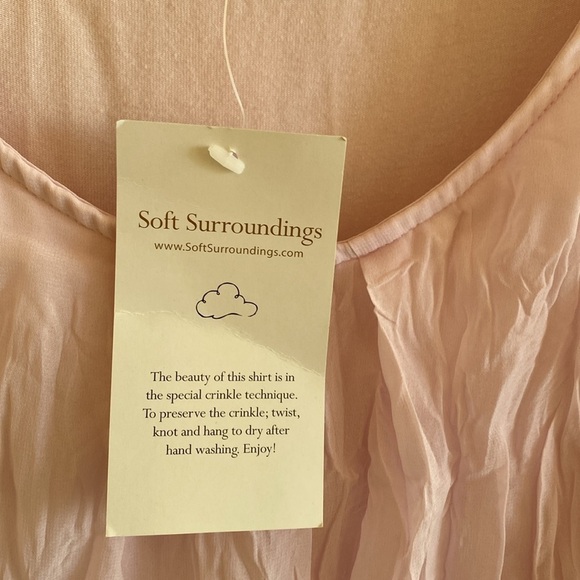 Soft Surroundings
www.SoftSurroundings.com
The beauty of this shirt is in
the special crinkle technique.
To preserve the crinkle; twist,
knot and hang to dry after
hand washing. Enjoy!